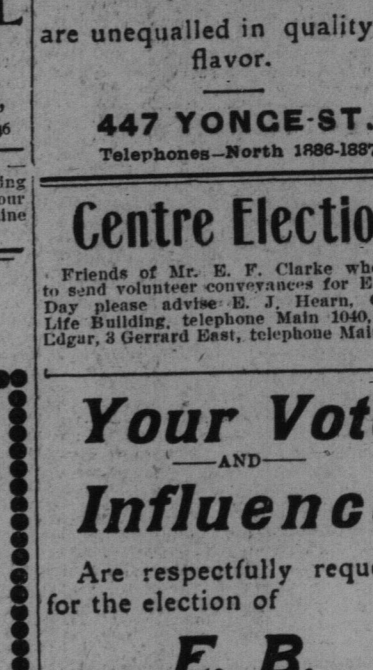 are unequalled in quality
flavor.
447 YONGE-ST.
Telephones—North 1886-1887
Centre Electio
Friends of Mr. E. F. Clarke wh
to send volunteer conveyances for E
Day please advise E. J. Hearn,
Life Building, telephone Main 1040,
Edgar, 3 Gerrard East, telephone Mai
Your Vot
—AND—
Influenc
Are respectfully requ
for the election of
F. B.